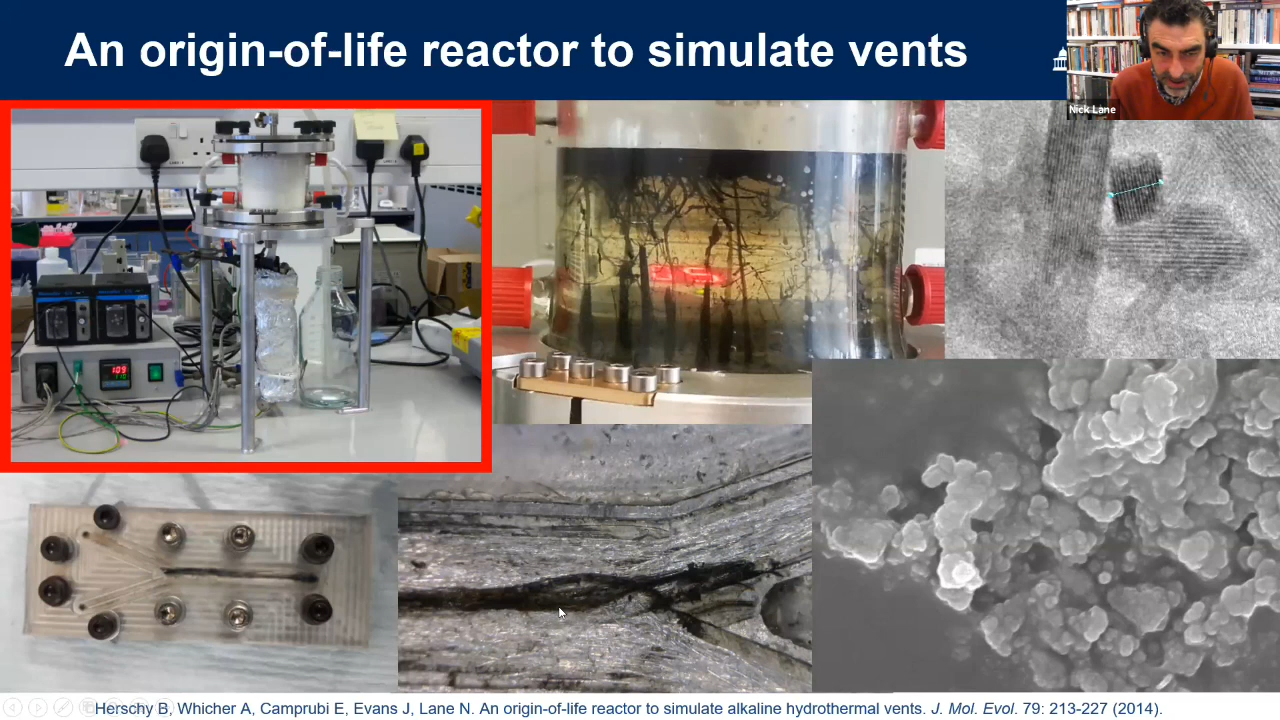 An origin-of-life reactor to simulate vents
Nick Lane
109
Herschy B, Whicher A, Camprubi E, Evans J, Lane N. An origin-of-life reactor to simulate alkaline hydrothermal vents. J. Mol. Evol. 79: 213-227 (2014).